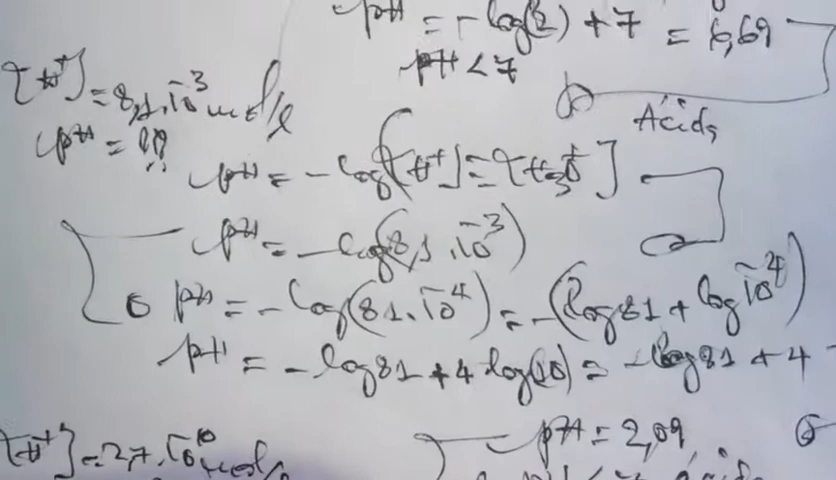 pH = -log(2) + 7 = 6,69
pH < 7
Acids
[H⁺] = 8,1.10⁻³ mol/l
pH = ??
pH = -log([H⁺] = [H₃O⁺]
pH = -log(8,1.10⁻³)
pH = -log(81.10⁻⁴) = -(log81 + log10⁻⁴)
pH = -log81 + 4 log(10) = -log81 + 4
pH = 2,09
[H⁺] = 2,7.10⁻¹⁰ mol/